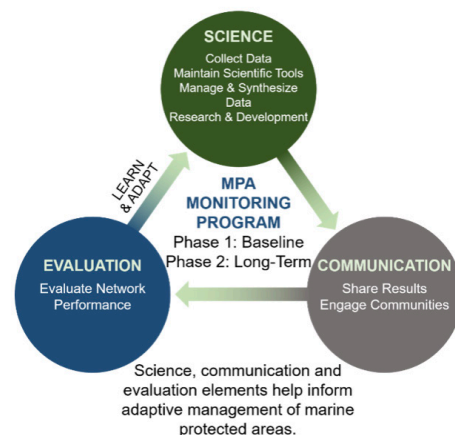 SCIENCE
Collect Data
Maintain Scientific Tools
Manage & Synthesize
Data
Research & Development
LEARN
& ADAPT
MPA
MONITORING
PROGRAM
Phase 1: Baseline
Phase 2: Long-Term
EVALUATION
Evaluate Network
Performance
COMMUNICATION
Share Results
Engage Communities
Science, communication and
evaluation elements help inform
adaptive management of marine
protected areas.